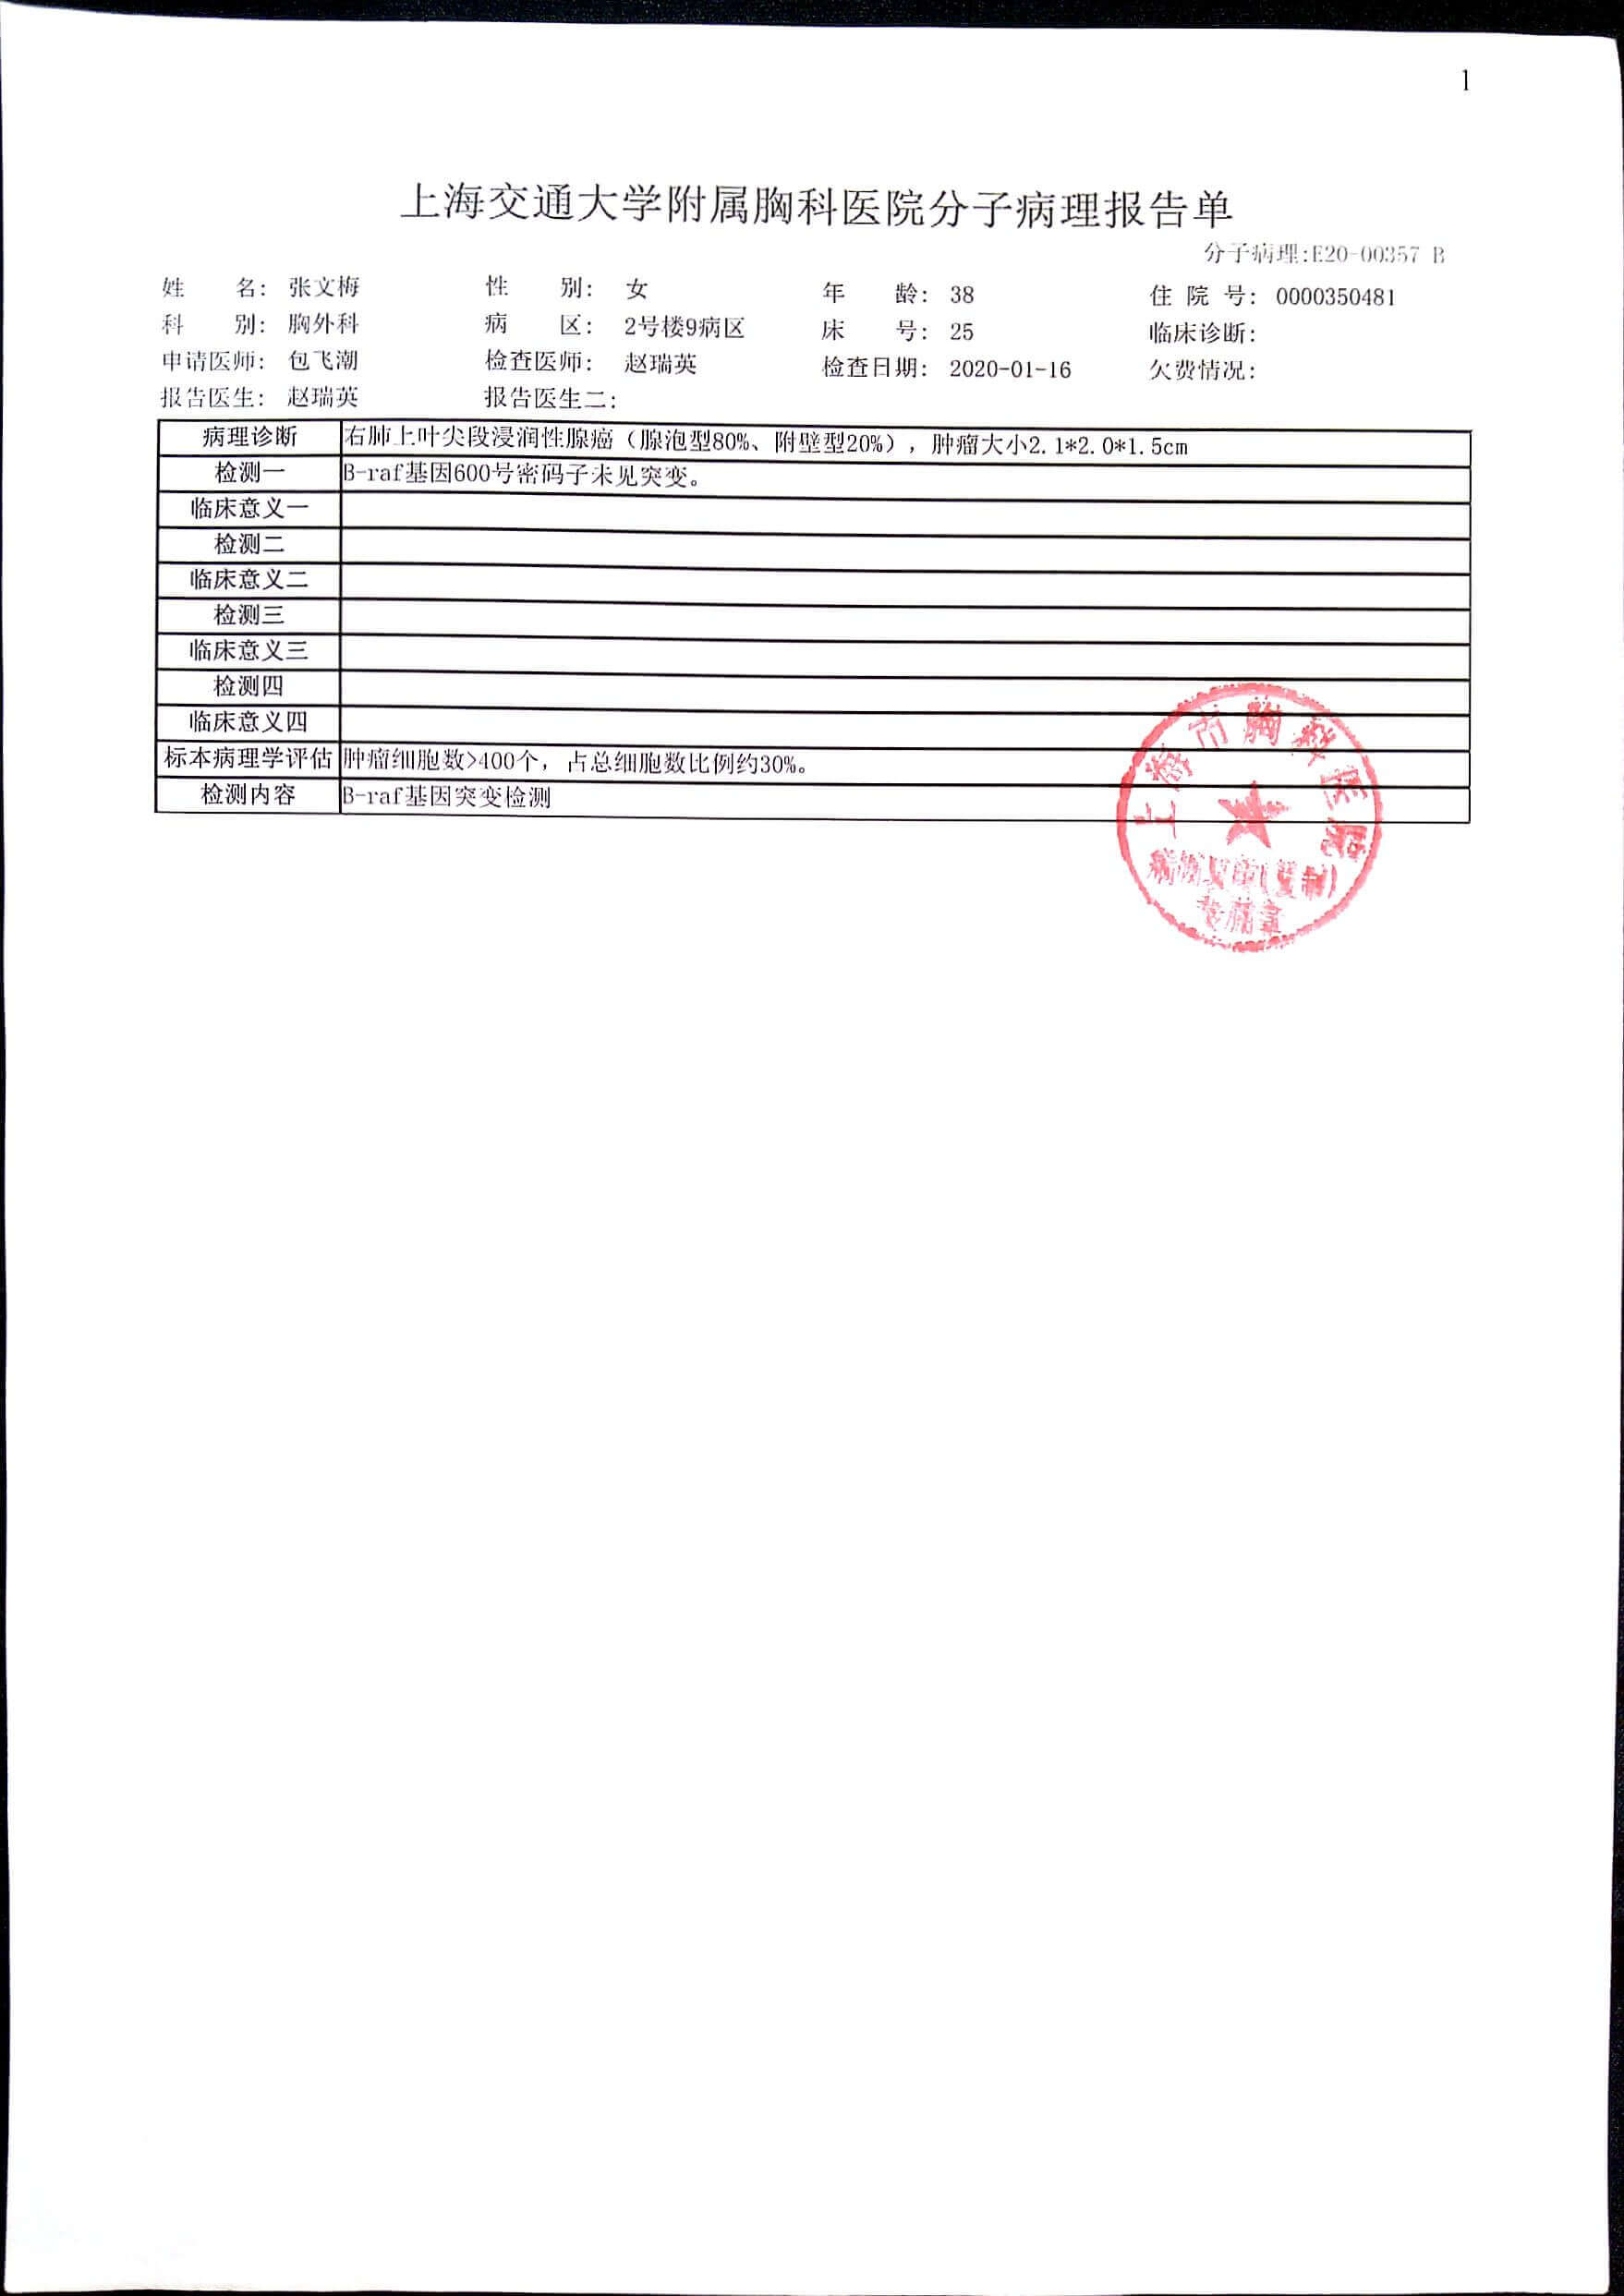 1
上海交通大学附属胸科医院分子病理报告单
分子病理:E20-00357 B
姓 名: 张文梅 性 别: 女 年 龄: 38 住 院 号: 0000350481
科 别: 胸外科 病 区: 2号楼9病区 床 号: 25 临床诊断:
申请医师: 包飞潮 检查医师: 赵瑞英 检查日期: 2020-01-16 欠费情况:
报告医生: 赵瑞英 报告医生二:
病理诊断 右肺上叶尖段浸润性腺癌（腺泡型80%、附壁型20%），肿瘤大小2.1*2.0*1.5cm
检测一 B-raf基因600号密码子未见突变。
临床意义一
检测二
临床意义二
检测三
临床意义三
检测四
临床意义四
标本病理学评估 肿瘤细胞数>400个，占总细胞数比例约30%。
检测内容 B-raf基因突变检测
上海市胸科医院
病史复印(复制)
专用章